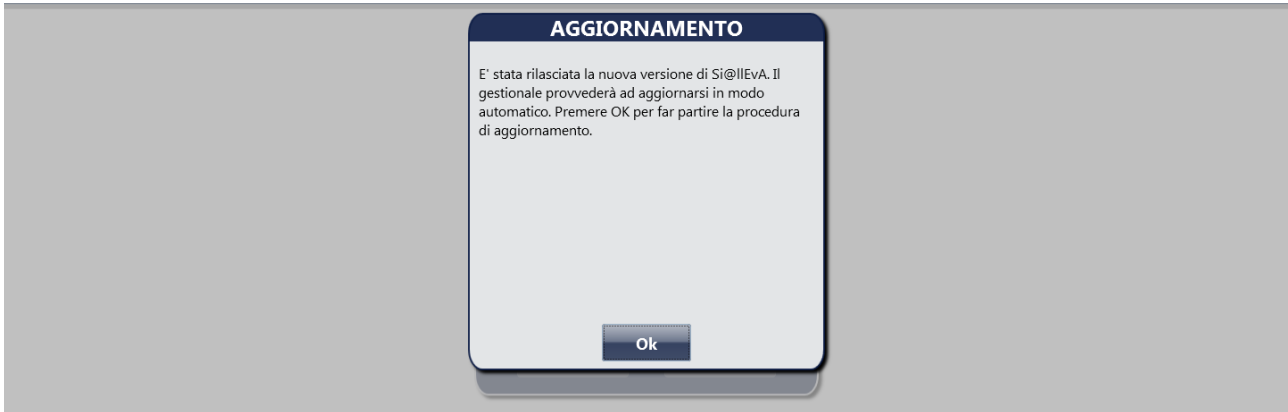 AGGIORNAMENTO
E' stata rilasciata la nuova versione di Si@llEvA. Il
gestionale provvederà ad aggiornarsi in modo
automatico. Premere OK per far partire la procedura
di aggiornamento.
Ok